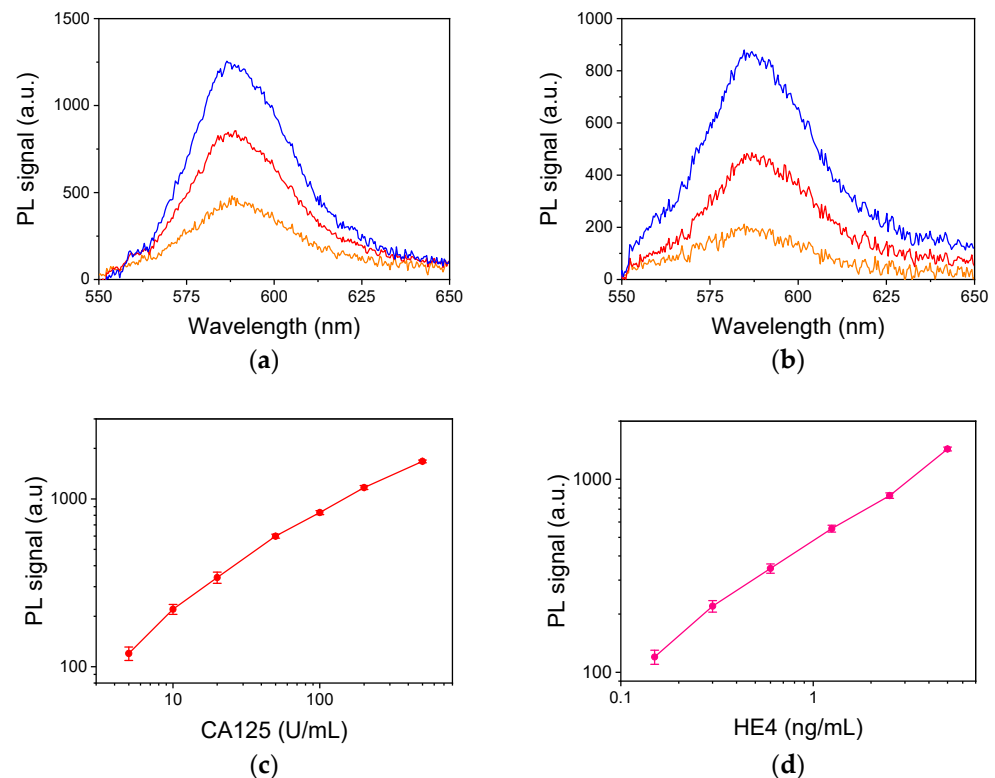 1500
1000
500
0
550
575
600
625
650
PL signal (a.u.)
Wavelength (nm)
(a)
1000
800
600
400
200
0
550
575
600
625
650
PL signal (a.u.)
Wavelength (nm)
(b)
1000
100
10
100
PL signal (a.u)
CA125 (U/mL)
(c)
1000
100
0.1
1
PL signal (a.u.)
HE4 (ng/mL)
(d)